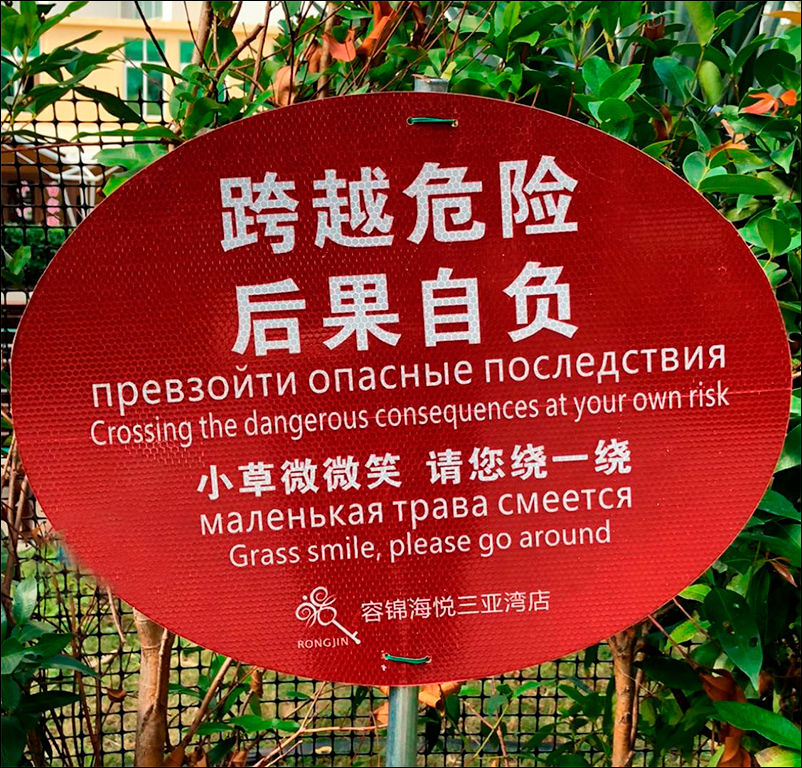 跨越危险
后果自负
превзойти опасные последствия
Crossing the dangerous consequences at your own risk
小草微微笑 请您绕一绕
маленькая трава смеется
Grass smile, please go around
RONGJIN 容锦海悦三亚湾店